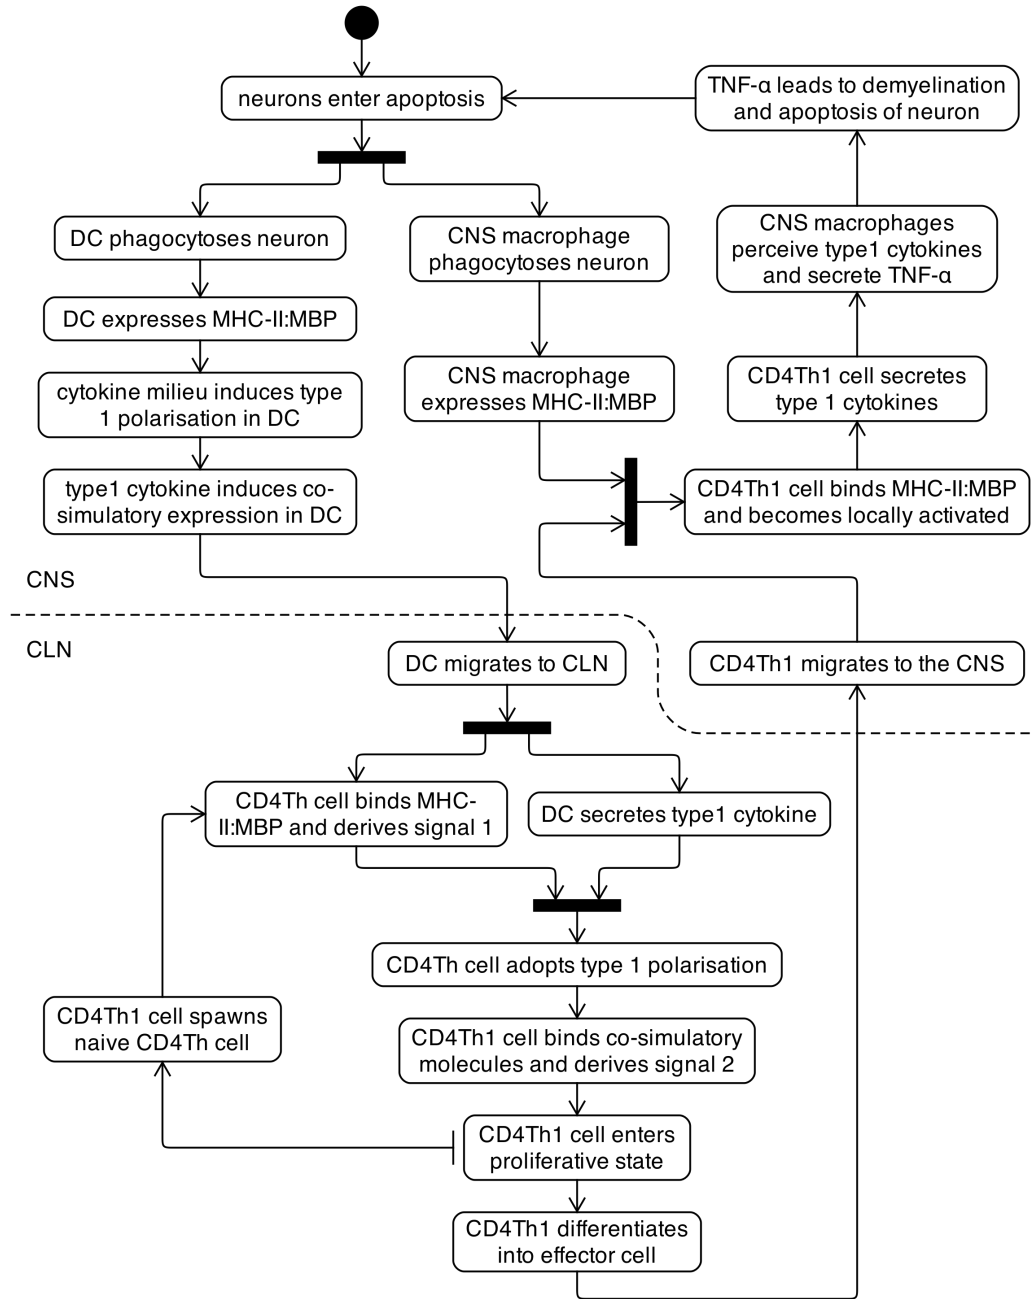 neurons enter apoptosis
TNF-α leads to demyelination
and apoptosis of neuron
DC phagocytoses neuron
CNS macrophage
phagocytoses neuron
CNS macrophages
perceive type1 cytokines
and secrete TNF-α
DC expresses MHC-II:MBP
cytokine milieu induces type
1 polarisation in DC
CNS macrophage
expresses MHC-II:MBP
CD4Th1 cell secretes
type 1 cytokines
type1 cytokine induces co-
simulatory expression in DC
CD4Th1 cell binds MHC-II:MBP
and becomes locally activated
CNS
CLN
DC migrates to CLN
CD4Th1 migrates to the CNS
CD4Th cell binds MHC-
II:MBP and derives signal 1
DC secretes type1 cytokine
CD4Th cell adopts type 1 polarisation
CD4Th1 cell spawns
naive CD4Th cell
CD4Th1 cell binds co-simulatory
molecules and derives signal 2
CD4Th1 cell enters
proliferative state
CD4Th1 differentiates
into effector cell